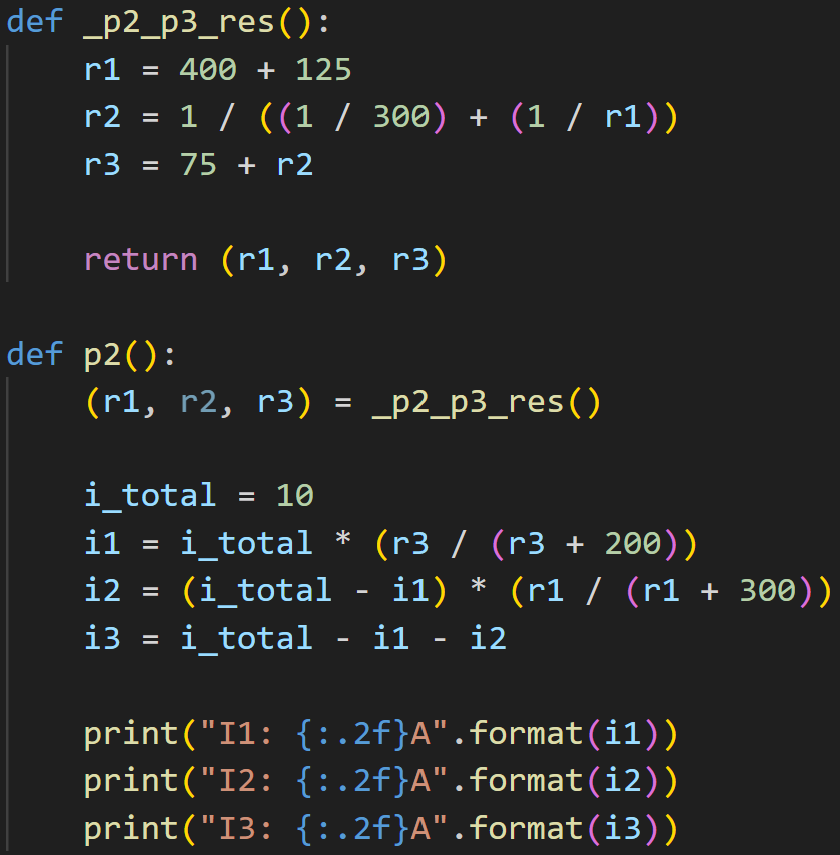 def _p2_p3_res():
    r1 = 400 + 125
    r2 = 1 / ((1 / 300) + (1 / r1))
    r3 = 75 + r2

    return (r1, r2, r3)

def p2():
    (r1, r2, r3) = _p2_p3_res()

    i_total = 10
    i1 = i_total * (r3 / (r3 + 200))
    i2 = (i_total - i1) * (r1 / (r1 + 300))
    i3 = i_total - i1 - i2

    print("I1: {:.2f}A".format(i1))
    print("I2: {:.2f}A".format(i2))
    print("I3: {:.2f}A".format(i3))